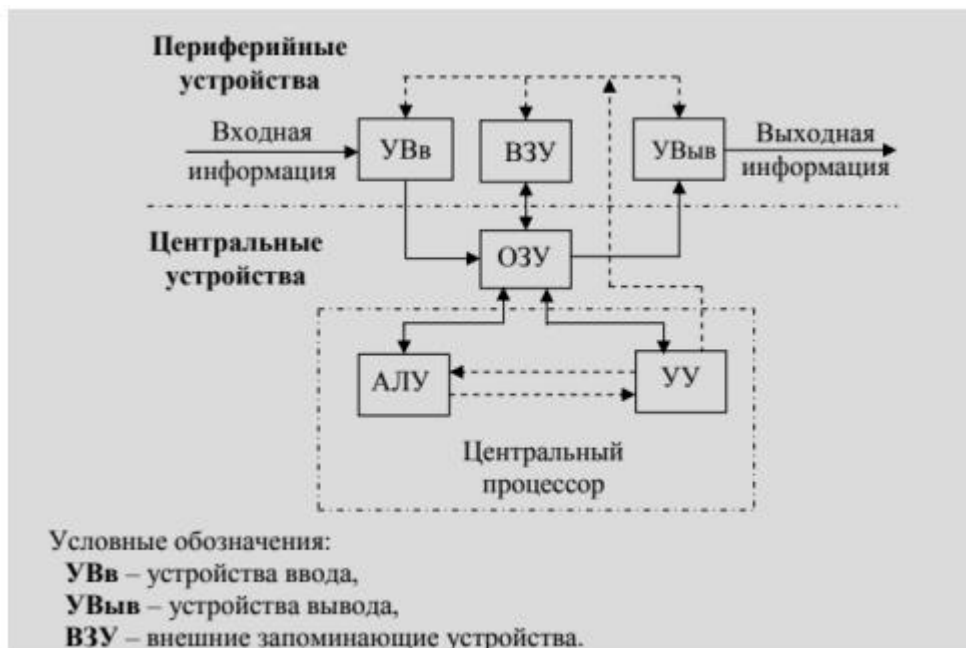 Периферийные
устройства
Входная
информация
УВв
ВЗУ
УВыв
Выходная
информация
Центральные
устройства
ОЗУ
АЛУ
УУ
Центральный
процессор
Условные обозначения:
УВв – устройства ввода,
УВыв – устройства вывода,
ВЗУ – внешние запоминающие устройства.